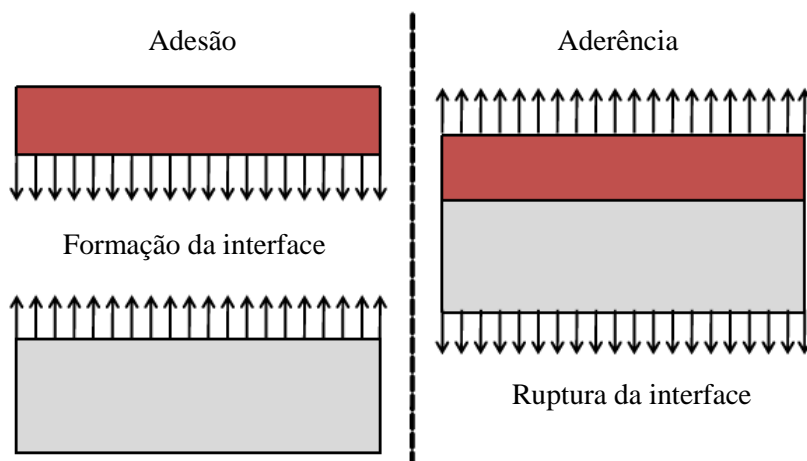 Adesão
Aderência
Formação da interface
Ruptura da interface